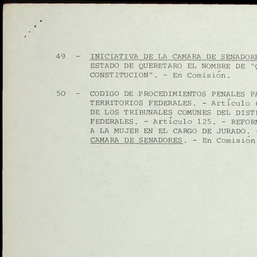 49 - INICIATIVA DE LA CAMARA DE SENADORE
ESTADO DE QUERETARO EL NOMBRE DE "
CONSTITUCION". - En Comisión.
50 - CODIGO DE PROCEDIMIENTOS PENALES PA
TERRITORIOS FEDERALES. - Artículo
DE LOS TRIBUNALES COMUNES DEL DIST
FEDERALES. - Artículo 125. - REFOR
A LA MUJER EN EL CARGO DE JURADO. -
CAMARA DE SENADORES. - En Comisión